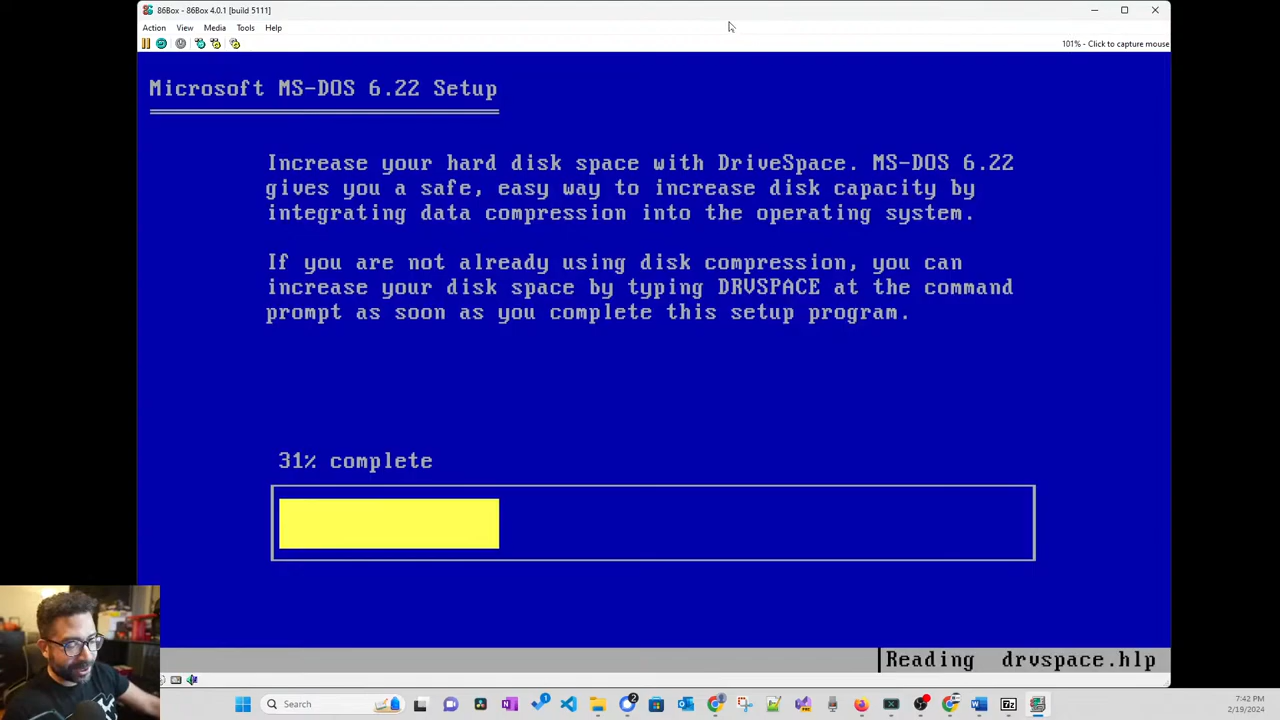 86Box - 86Box 4.0.1 [build 5111]
Action View Media Tools Help
101% - Click to capture mouse
Microsoft MS-DOS 6.22 Setup
Increase your hard disk space with DriveSpace. MS-DOS 6.22
gives you a safe, easy way to increase disk capacity by
integrating data compression into the operating system.
If you are not already using disk compression, you can
increase your disk space by typing DRVSPACE at the command
prompt as soon as you complete this setup program.
31% complete
Reading drvspace.hlp
Search
1
2
7z
7:42 PM
2/19/2024